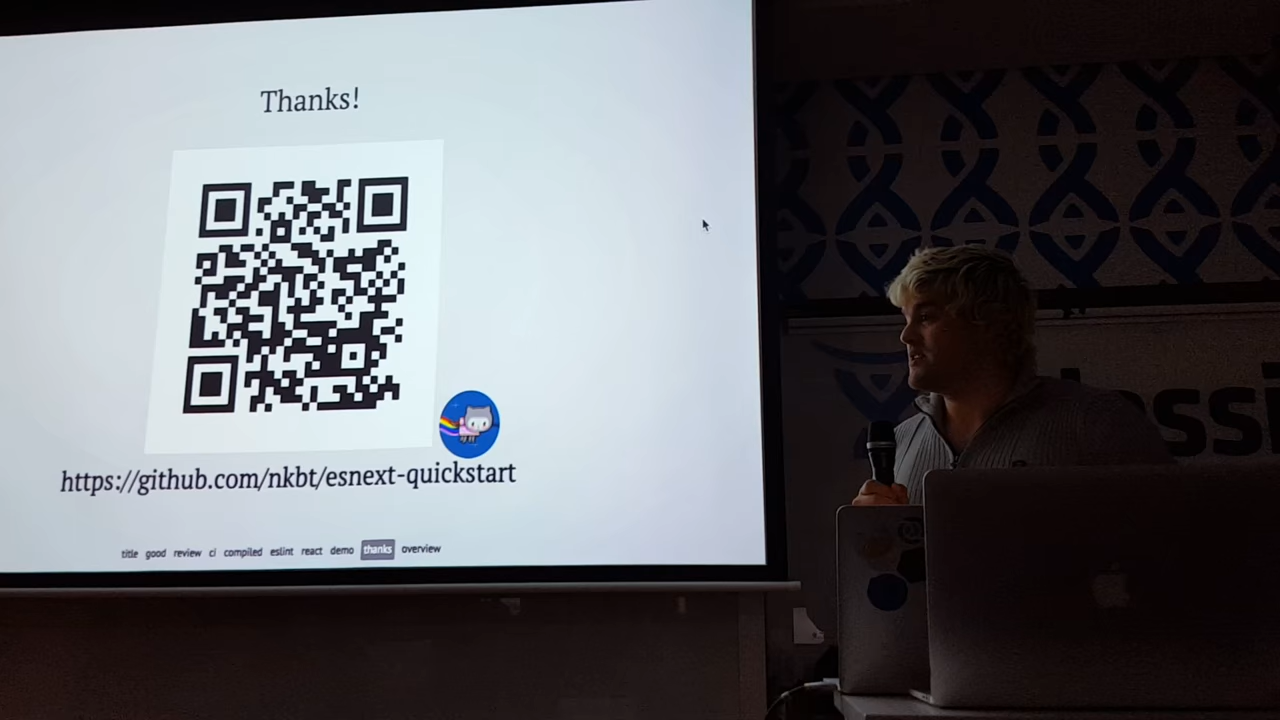 Thanks!
https://github.com/nkbt/esnext-quickstart
title good review ci compiled eslint react demo thanks overview